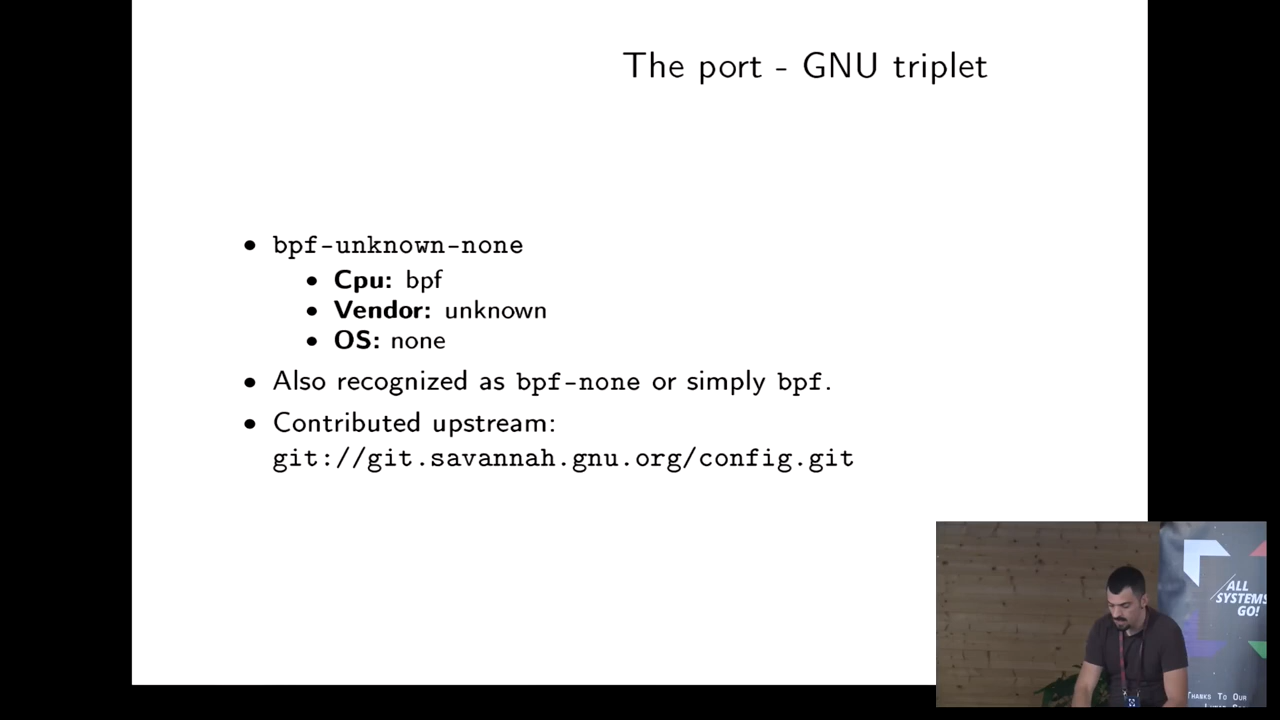 The port - GNU triplet
• bpf-unknown-none
• Cpu: bpf
• Vendor: unknown
• OS: none
• Also recognized as bpf-none or simply bpf.
• Contributed upstream:
git://git.savannah.gnu.org/config.git
ALL
SYSTEMS
GO!
Thanks To Our